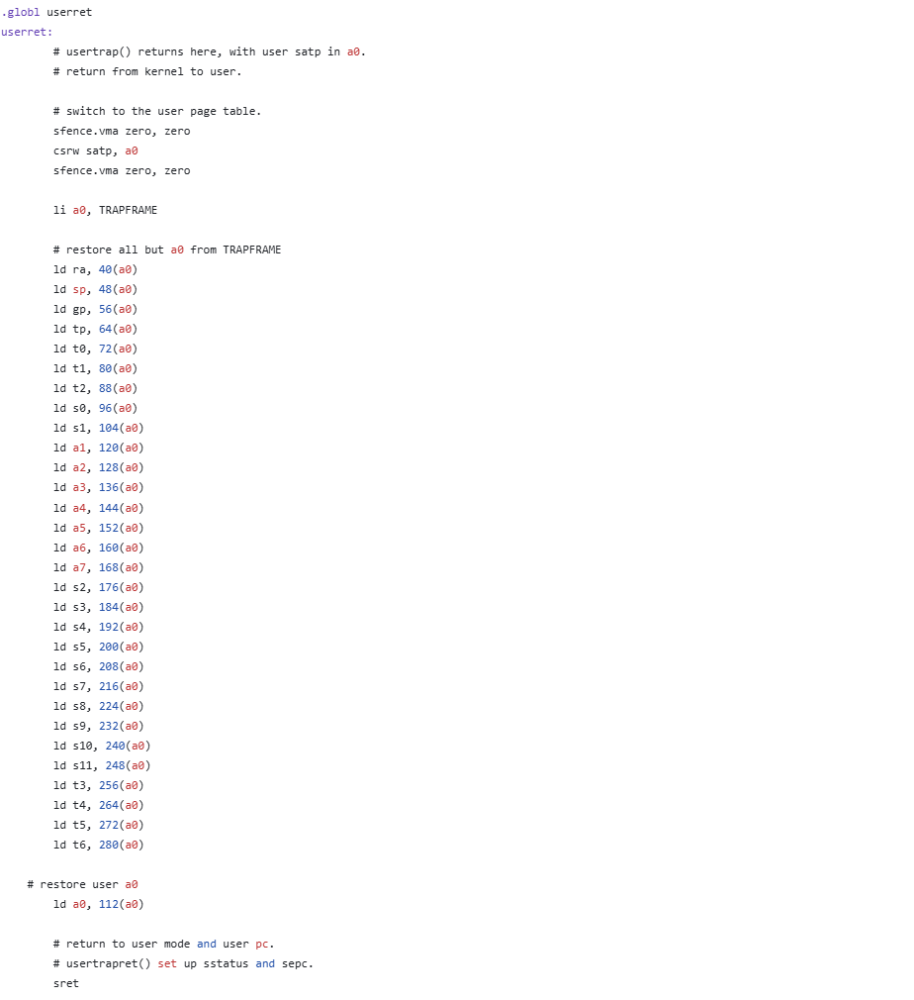 .globl userret
userret:
# usertrap() returns here, with user satp in a0.
# return from kernel to user.
# switch to the user page table.
sfence.vma zero, zero
csrw satp, a0
sfence.vma zero, zero
li a0, TRAPFRAME
# restore all but a0 from TRAPFRAME
ld ra, 40(a0)
ld sp, 48(a0)
ld gp, 56(a0)
ld tp, 64(a0)
ld t0, 72(a0)
ld t1, 80(a0)
ld t2, 88(a0)
ld s0, 96(a0)
ld s1, 104(a0)
ld a1, 120(a0)
ld a2, 128(a0)
ld a3, 136(a0)
ld a4, 144(a0)
ld a5, 152(a0)
ld a6, 160(a0)
ld a7, 168(a0)
ld s2, 176(a0)
ld s3, 184(a0)
ld s4, 192(a0)
ld s5, 200(a0)
ld s6, 208(a0)
ld s7, 216(a0)
ld s8, 224(a0)
ld s9, 232(a0)
ld s10, 240(a0)
ld s11, 248(a0)
ld t3, 256(a0)
ld t4, 264(a0)
ld t5, 272(a0)
ld t6, 280(a0)
# restore user a0
ld a0, 112(a0)
# return to user mode and user pc.
# usertrapret() set up sstatus and sepc.
sret